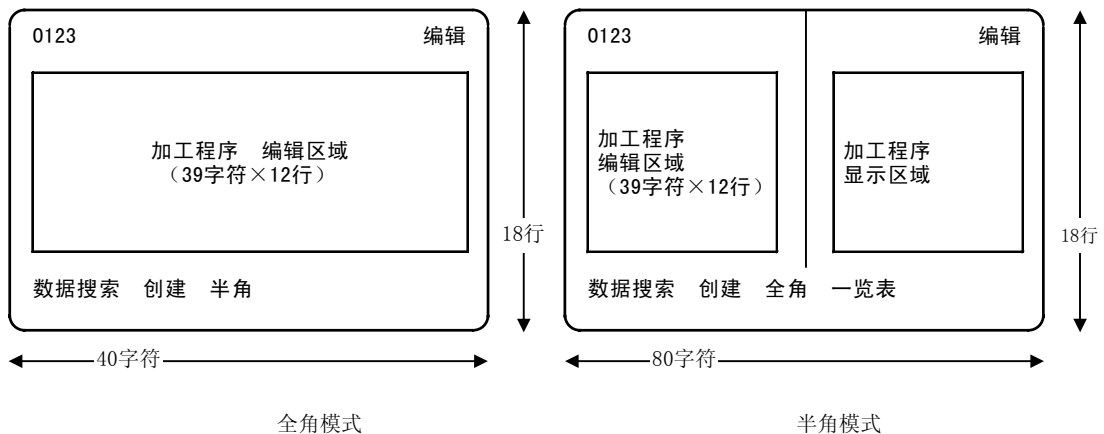 0123 编辑
加工程序 编辑区域
（39字符×12行）
数据搜索 创建 半角
18行
40字符
全角模式
0123 编辑
加工程序
编辑区域
（39字符×12行）
加工程序
显示区域
数据搜索 创建 全角 一览表
18行
80字符
半角模式